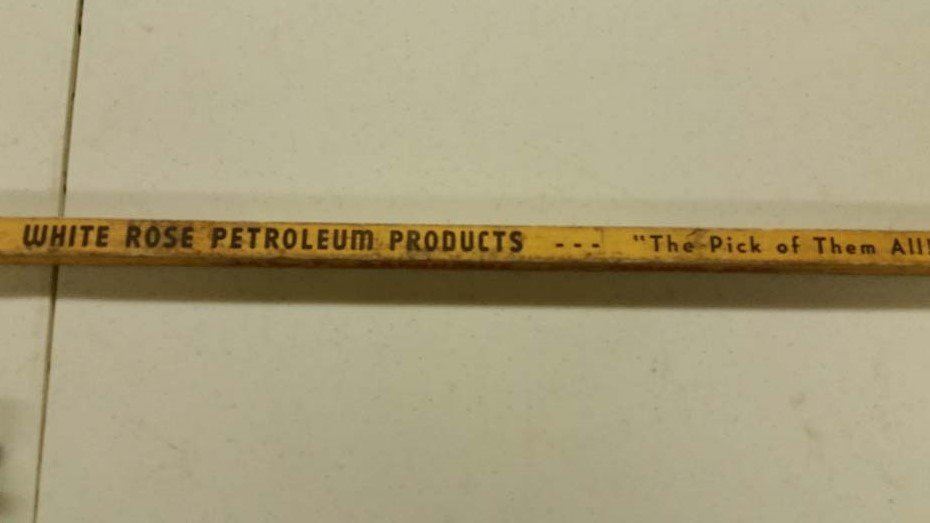 WHITE ROSE PETROLEUM PRODUCTS --- "The Pick of Them All!